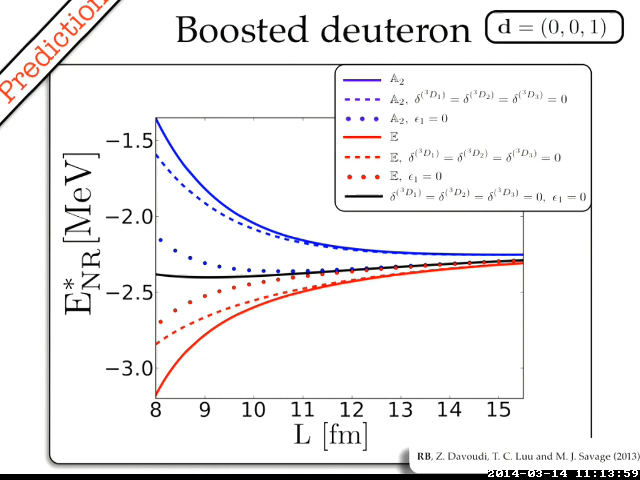 Prediction
Boosted deuteron
d = (0, 0, 1)
𝔸₂
𝔸₂, δ^(³D₁) = δ^(³D₂) = δ^(³D₃) = 0
𝔸₂, ϵ₁ = 0
𝔼
𝔼, δ^(³D₁) = δ^(³D₂) = δ^(³D₃) = 0
𝔼, ϵ₁ = 0
δ^(³D₁) = δ^(³D₂) = δ^(³D₃) = 0, ϵ₁ = 0
E*NR [MeV]
−1.5
−2.0
−2.5
−3.0
8 9 10 11 12 13 14 15
L [fm]
RB, Z. Davoudi, T. C. Luu and M. J. Savage (2013)
2014-03-14 11:13:59